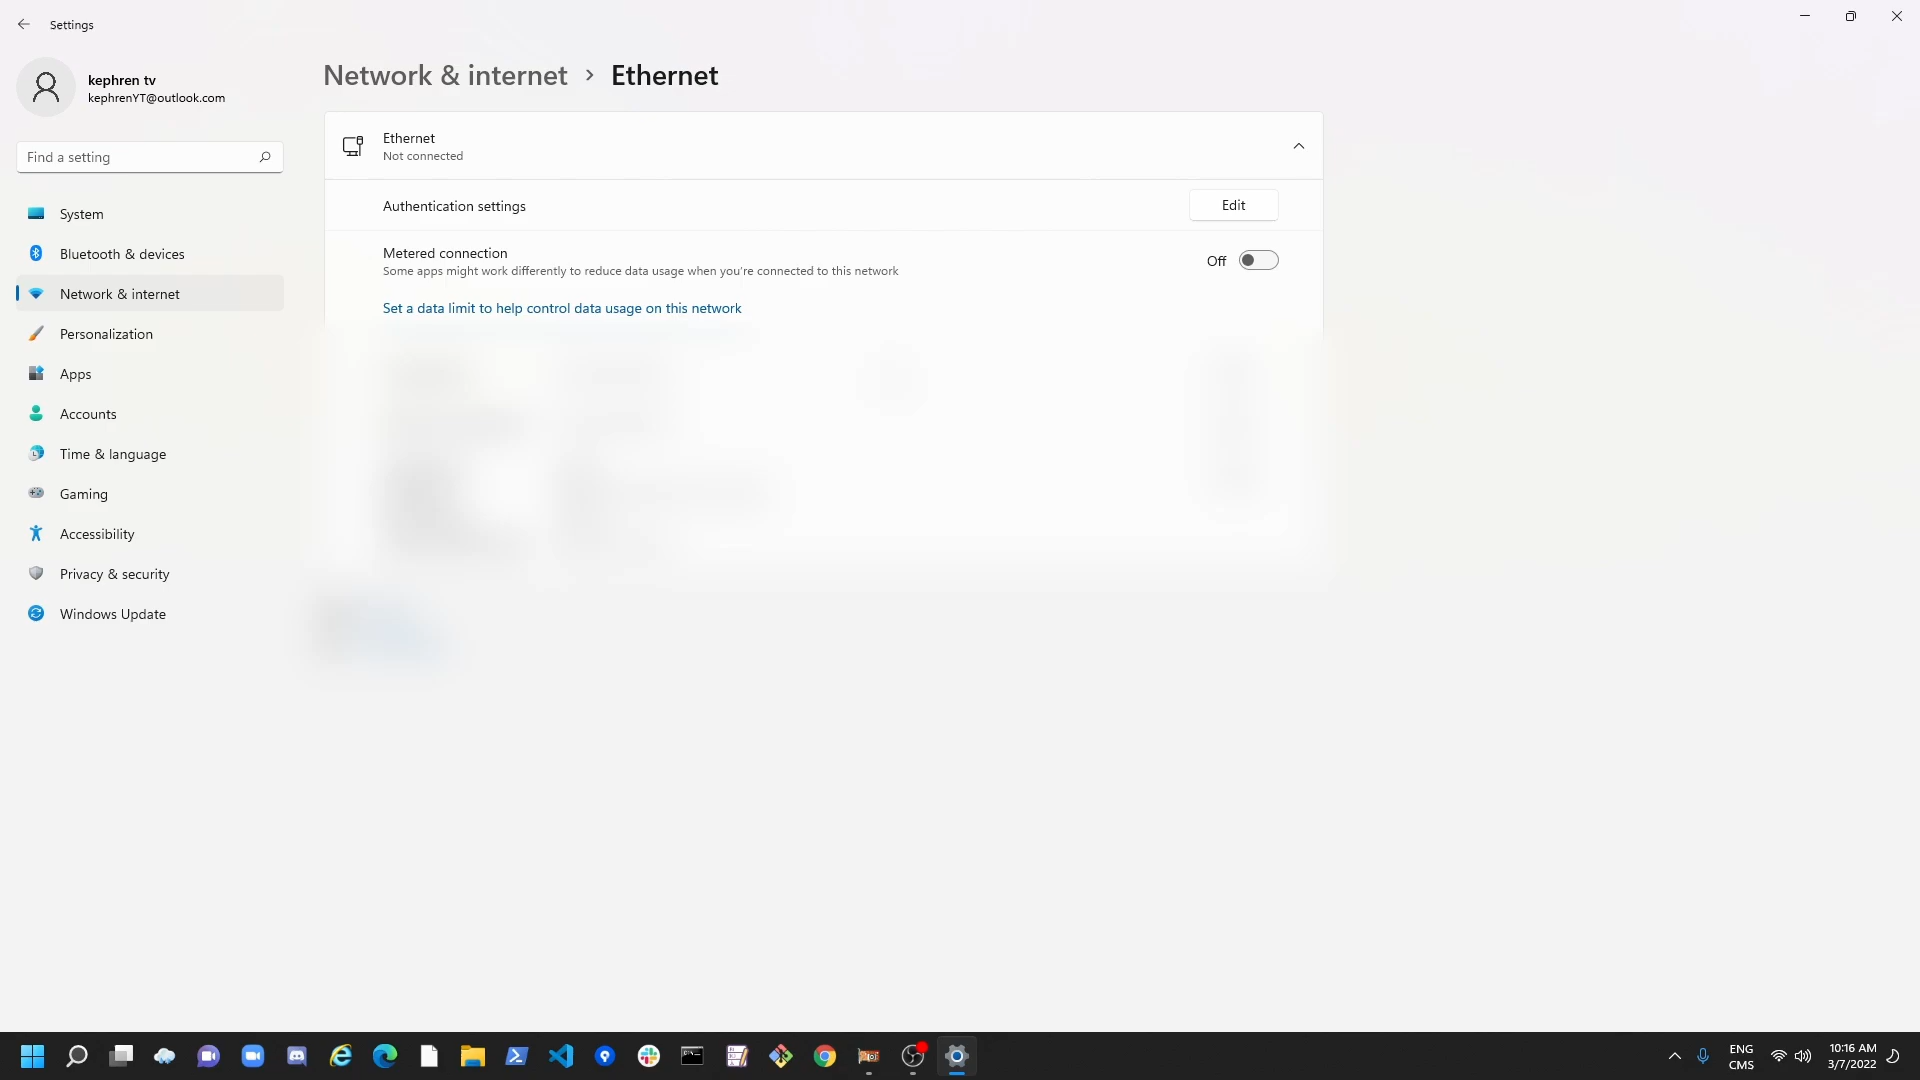 Settings
kephren tv
kephrenYT@outlook.com
Find a setting
System
Bluetooth & devices
Network & internet
Personalization
Apps
Accounts
Time & language
Gaming
Accessibility
Privacy & security
Windows Update
Network & internet › Ethernet
Ethernet
Not connected
Authentication settings
Edit
Metered connection
Some apps might work differently to reduce data usage when you're connected to this network
Off
Set a data limit to help control data usage on this network
ENG
CMS
10:16 AM
3/7/2022